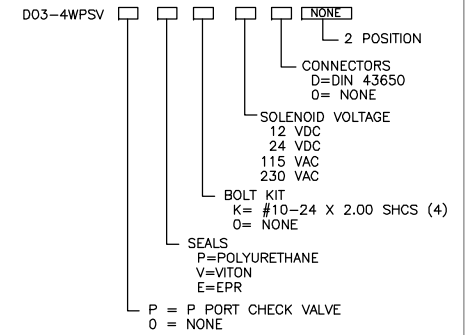 D03-4WPSV
NONE
2 POSITION
CONNECTORS
D=DIN 43650
0= NONE
SOLENOID VOLTAGE
12 VDC
24 VDC
115 VAC
230 VAC
BOLT KIT
K= #10-24 X 2.00 SHCS (4)
0= NONE
SEALS
P=POLYURETHANE
V=VITON
E=EPR
P = P PORT CHECK VALVE
0 = NONE